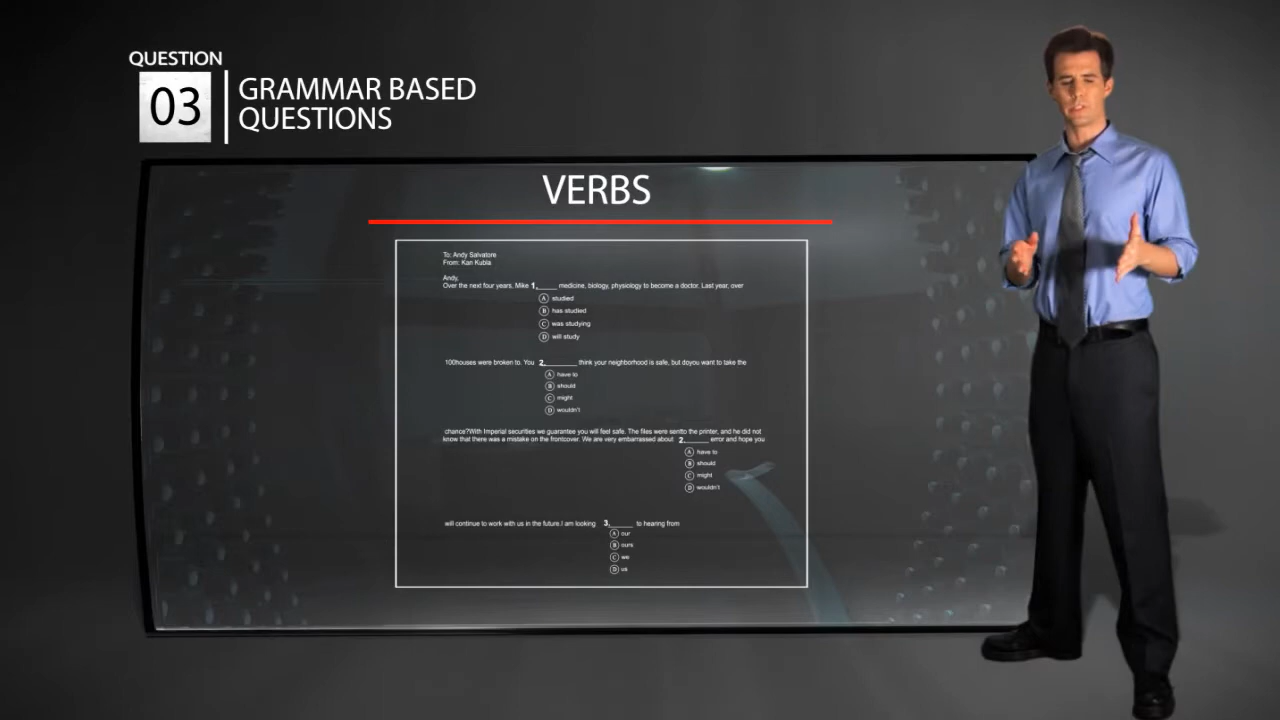 QUESTION
03
GRAMMAR BASED
QUESTIONS
VERBS
To: Andy Salvatore
From: Kan Kubla
Andy,
Over the next four years, Mike 1.____ medicine, biology, physiology to become a doctor. Last year, over
A studied
B has studied
C was studying
D will study
100houses were broken to. You 2.______ think your neighborhood is safe, but doyou want to take the
A have to
B should
C might
D wouldn't
chance?With Imperial securities we guarantee you will feel safe. The files were sentto the printer, and he did not
know that there was a mistake on the frontcover. We are very embarrassed about 2.____ error and hope you
A have to
B should
C might
D wouldn't
will continue to work with us in the future.I am looking 3.____ to hearing from
A our
B ours
C we
D us